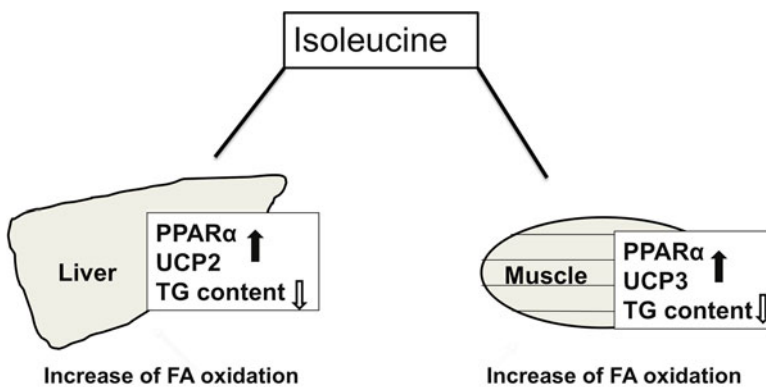 Isoleucine
Liver
PPARα
UCP2
TG content
Increase of FA oxidation
Muscle
PPARα
UCP3
TG content
Increase of FA oxidation